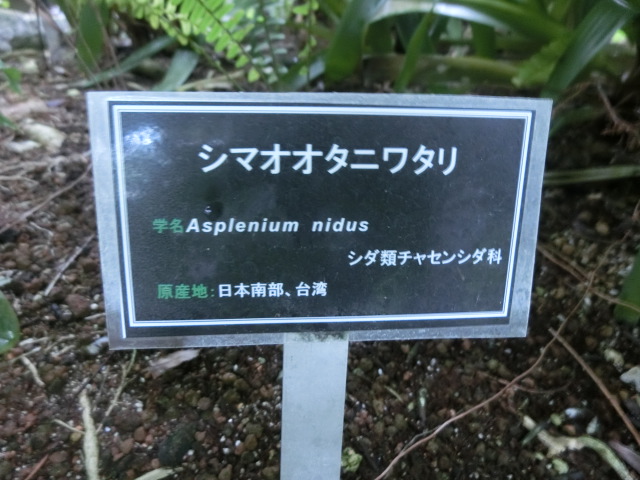 シマオオタニワタリ
学名Asplenium nidus
シダ類チャセンシダ科
原産地:日本南部、台湾